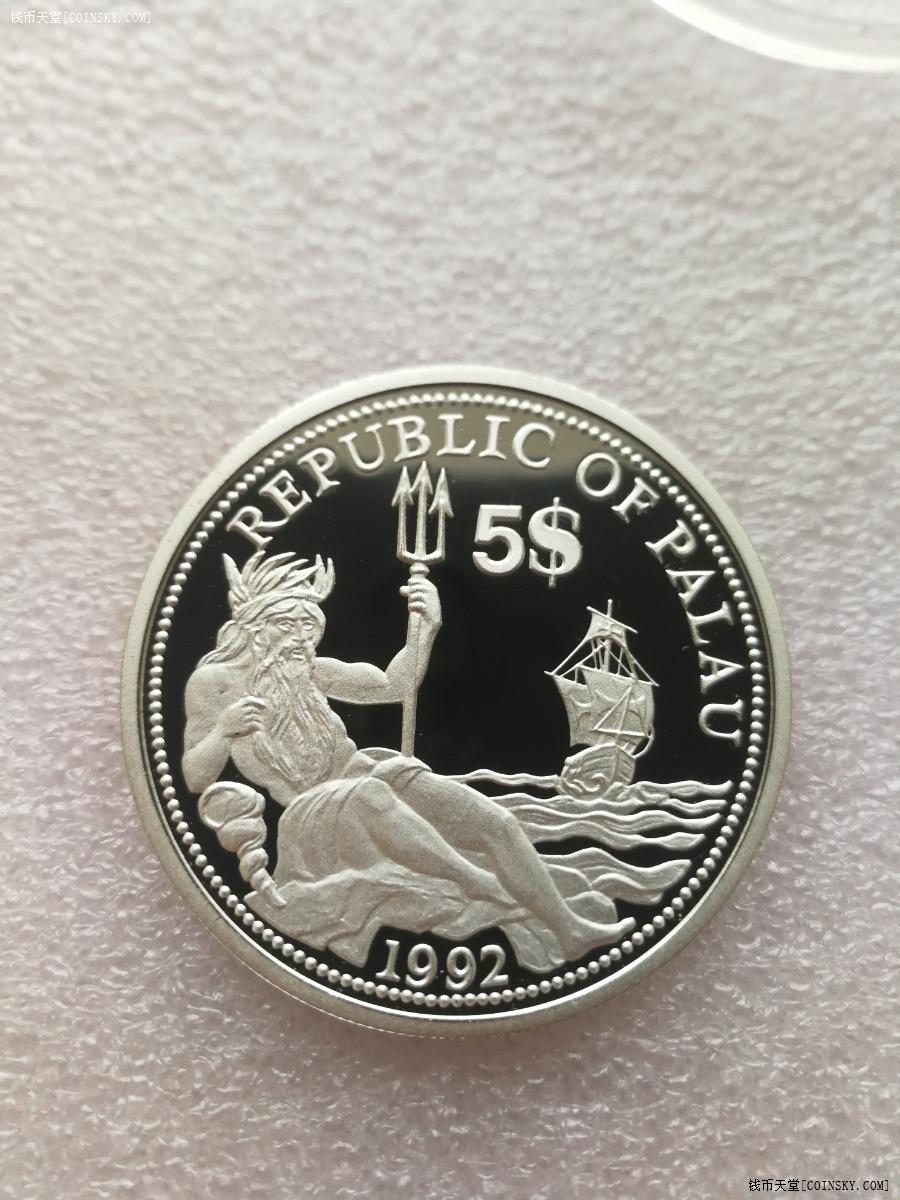 钱币天堂[COINSKY.COM]
REPUBLIC OF PALAU
5$
1992
钱币天堂[COINSKY.COM]